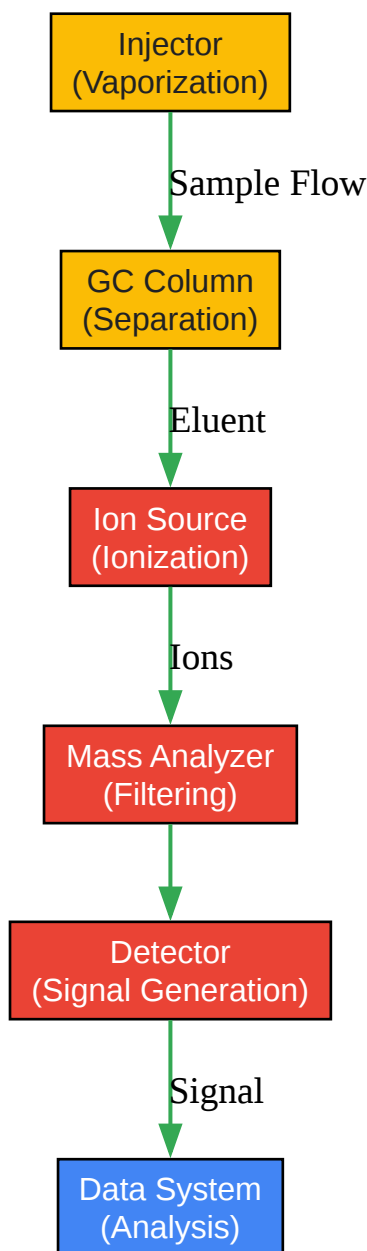 Injector
(Vaporization)
Sample Flow
GC Column
(Separation)
Eluent
Ion Source
(Ionization)
Ions
Mass Analyzer
(Filtering)
Detector
(Signal Generation)
Signal
Data System
(Analysis)